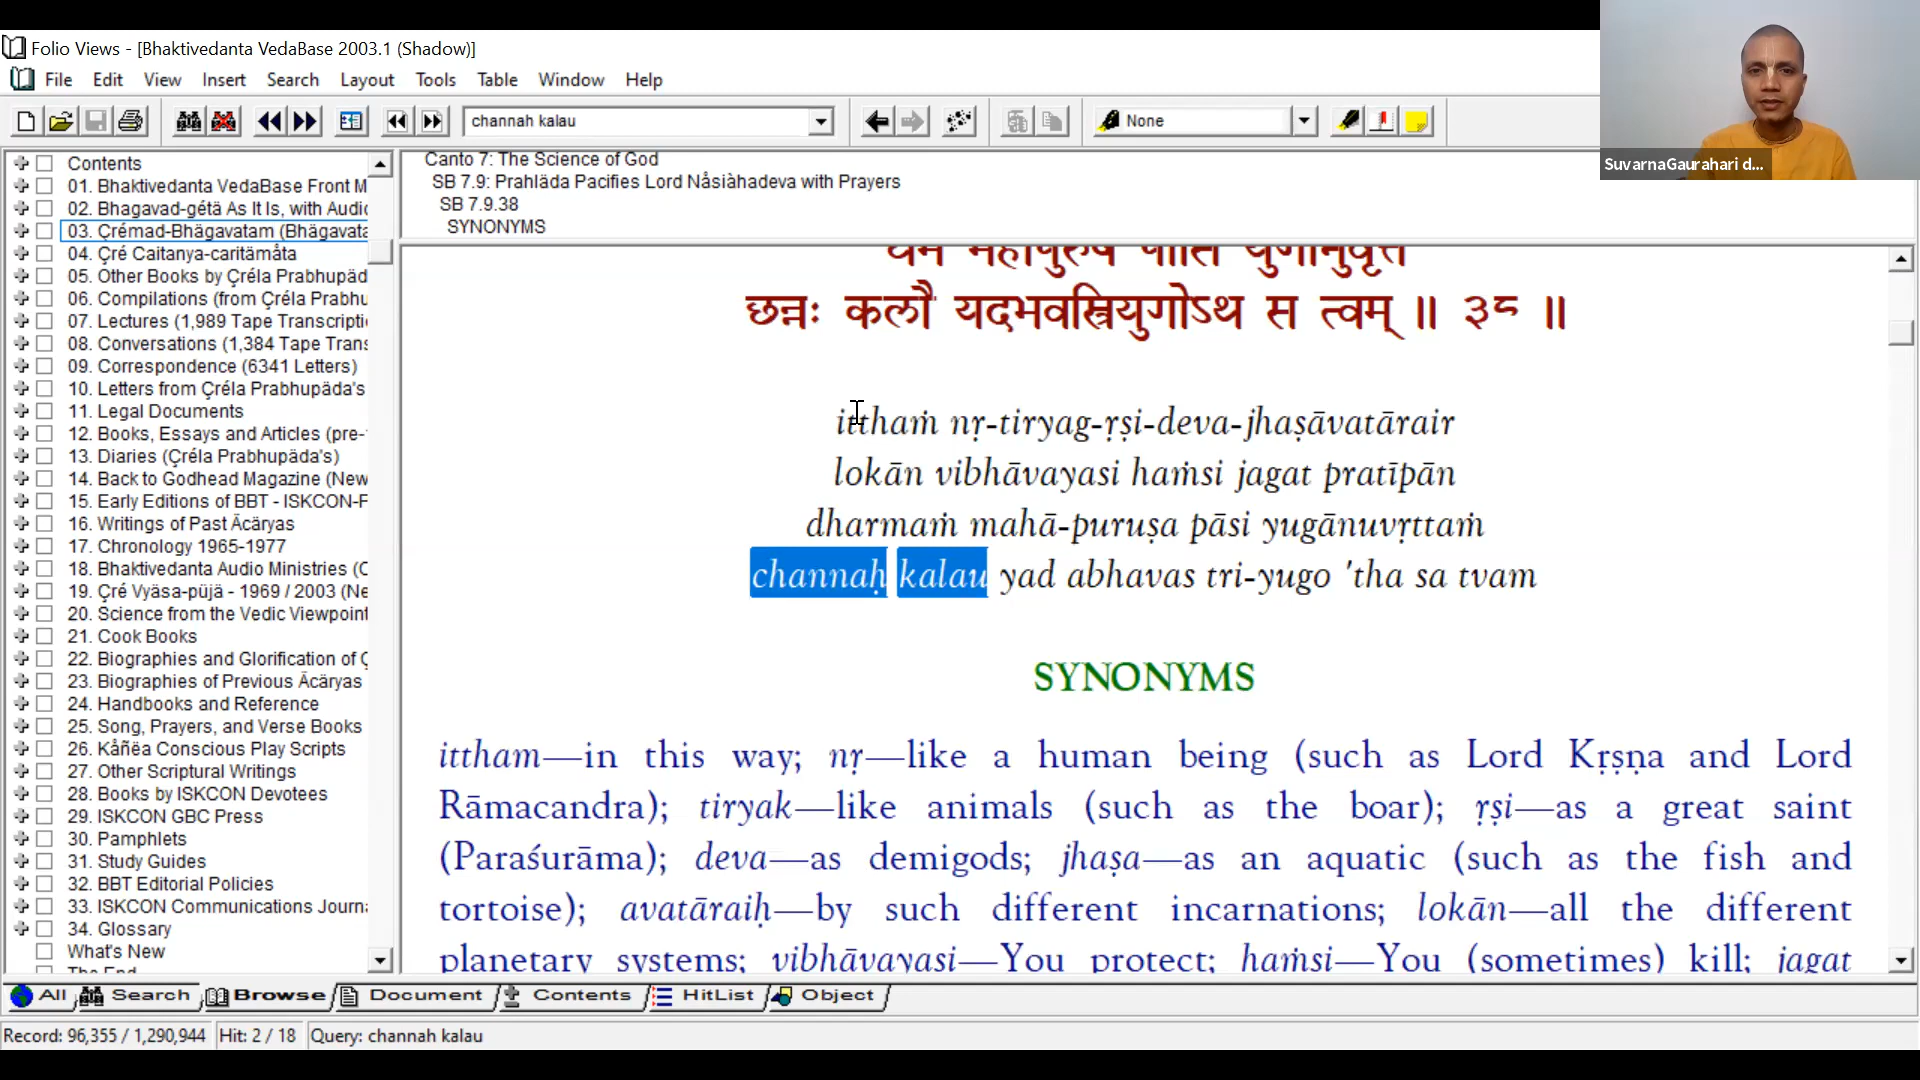 Folio Views - [Bhaktivedanta VedaBase 2003.1 (Shadow)]
File Edit View Insert Search Layout Tools Table Window Help
channah kalau
None
SuvarnaGaurahari d...
Contents
01. Bhaktivedanta VedaBase Front M
02. Bhagavad-gétä As It Is, with Audic
03. Çrémad-Bhägavatam (Bhägavata
04. Çré Caitanya-caritämåta
05. Other Books by Çréla Prabhupäd
06. Compilations (from Çréla Prabhu
07. Lectures (1,989 Tape Transcripti
08. Conversations (1,384 Tape Trans
09. Correspondence (6341 Letters)
10. Letters from Çréla Prabhupäda's
11. Legal Documents
12. Books, Essays and Articles (pre-
13. Diaries (Çréla Prabhupäda's)
14. Back to Godhead Magazine (New
15. Early Editions of BBT - ISKCON-F
16. Writings of Past Äcäryas
17. Chronology 1965-1977
18. Bhaktivedanta Audio Ministries (C
19. Çré Vyäsa-püjä - 1969 / 2003 (Ne
20. Science from the Vedic Viewpoint
21. Cook Books
22. Biographies and Glorification of Ç
23. Biographies of Previous Äcäryas
24. Handbooks and Reference
25. Song, Prayers, and Verse Books
26. Kåñëa Conscious Play Scripts
27. Other Scriptural Writings
28. Books by ISKCON Devotees
29. ISKCON GBC Press
30. Pamphlets
31. Study Guides
32. BBT Editorial Policies
33. ISKCON Communications Journa
34. Glossary
What's New
The End
Canto 7: The Science of God
SB 7.9: Prahläda Pacifies Lord Nåsiàhadeva with Prayers
SB 7.9.38
SYNONYMS
धर्मं महापुरुष पासि युगानुवृत्तं
छन्नः कलौ यदभवस्त्रियुगोऽथ स त्वम् ॥ ३८ ॥
itthaṁ nṛ-tiryag-ṛṣi-deva-jhaṣāvatārair
lokān vibhāvayasi haṁsi jagat pratīpān
dharmaṁ mahā-puruṣa pāsi yugānuvṛttaṁ
channaḥ kalau yad abhavas tri-yugo 'tha sa tvam
SYNONYMS
ittham—in this way; nṛ—like a human being (such as Lord Kṛṣṇa and Lord
Rāmacandra); tiryak—like animals (such as the boar); ṛṣi—as a great saint
(Paraśurāma); deva—as demigods; jhaṣa—as an aquatic (such as the fish and
tortoise); avatāraiḥ—by such different incarnations; lokān—all the different
planetary systems; vibhāvayasi—You protect; haṁsi—You (sometimes) kill; jagat
All Search Browse Document Contents HitList Object
Record: 96,355 / 1,290,944 Hit: 2 / 18 Query: channah kalau